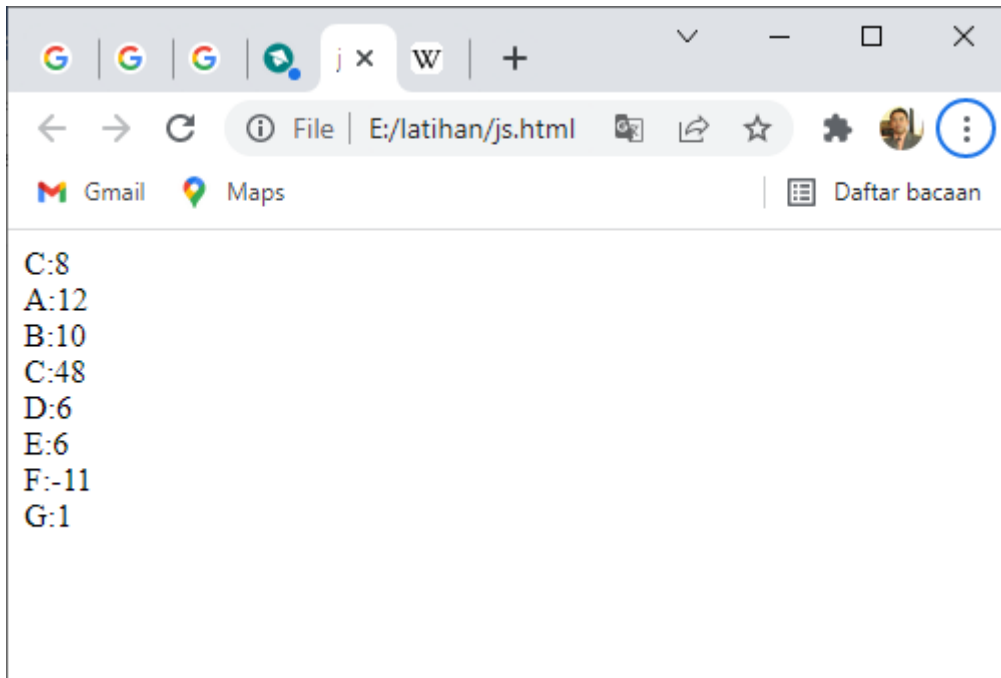 j
W
File E:/latihan/js.html
Gmail Maps Daftar bacaan
C:8
A:12
B:10
C:48
D:6
E:6
F:-11
G:1